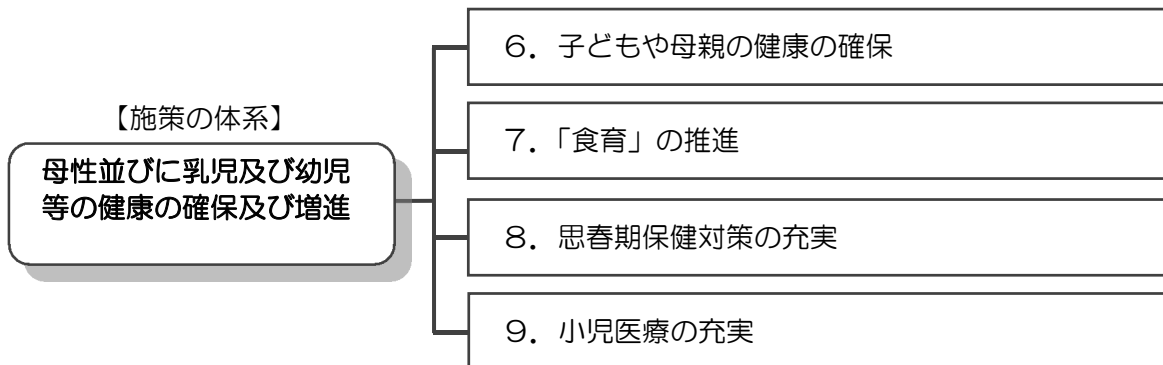 【施策の体系】
母性並びに乳児及び幼児
等の健康の確保及び増進
６．子どもや母親の健康の確保
７．「食育」の推進
８．思春期保健対策の充実
９．小児医療の充実